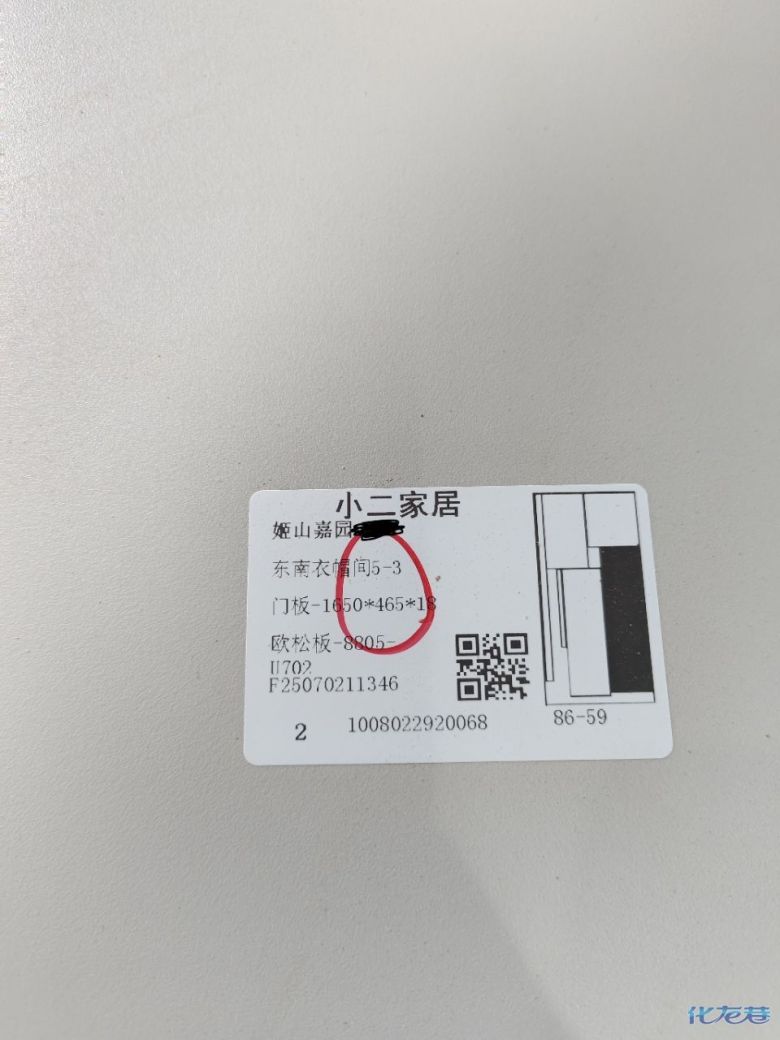 小二家居
姬山嘉园
东南衣帽间5-3
门板-1650*465*18
欧松板-8805-
U702
F25070211346
2 1008022920068 86-59
化龙巷